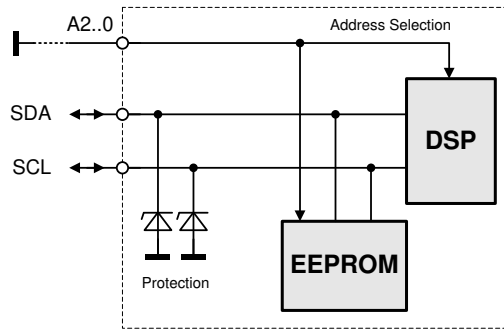 A2..0
Address Selection
SDA
DSP
SCL
EEPROM
Protection